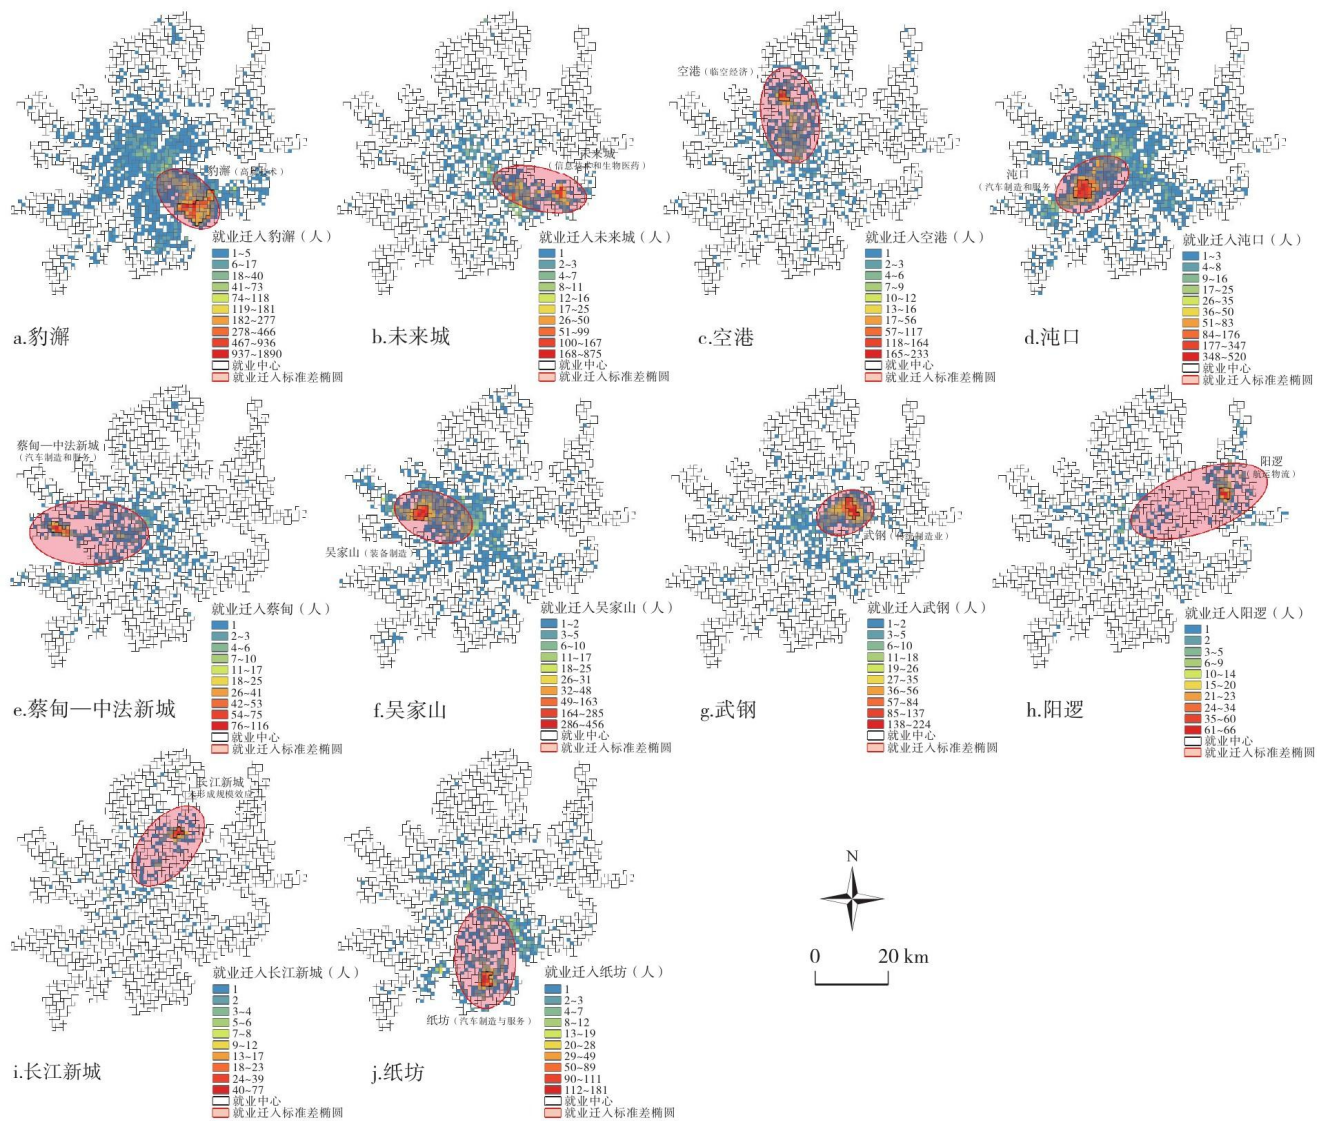 豹澥
就业迁入豹澥（人）
1~5
6~17
18~40
41~73
74~118
119~181
182~277
278~466
467~936
937~1890
就业中心
就业迁入标准差椭圆
a.豹澥
未来城
（信息技术和生物医药）
就业迁入未来城（人）
1
2~3
4~7
8~11
12~16
17~25
26~50
51~99
100~167
168~875
就业中心
就业迁入标准差椭圆
b.未来城
空港（临空经济）
就业迁入空港（人）
1
2~3
4~6
7~9
10~12
13~16
17~56
57~117
118~164
165~233
就业中心
就业迁入标准差椭圆
c.空港
沌口
（汽车制造和服务）
就业迁入沌口（人）
1~3
4~8
9~16
17~25
26~35
36~50
51~83
84~176
177~347
348~520
就业中心
就业迁入标准差椭圆
d.沌口
蔡甸—中法新城
（汽车制造和服务）
就业迁入蔡甸（人）
1
2~3
4~6
7~10
11~17
18~25
26~41
42~53
54~75
76~116
就业中心
就业迁入标准差椭圆
e.蔡甸—中法新城
吴家山（装备制造）
就业迁入吴家山（人）
1~2
3~5
6~10
11~17
18~25
26~31
32~48
49~163
164~285
286~456
就业中心
就业迁入标准差椭圆
f.吴家山
武钢
就业迁入武钢（人）
1~2
3~5
6~10
11~18
19~26
27~35
36~56
57~84
85~137
138~224
就业中心
就业迁入标准差椭圆
g.武钢
阳逻
（航运物流）
就业迁入阳逻（人）
1
2
3~5
6~9
10~14
15~20
21~23
24~34
35~60
61~66
就业中心
就业迁入标准差椭圆
h.阳逻
长江新城
形成规模效应
就业迁入长江新城（人）
1
2
3~4
5~6
7~8
9~12
13~17
18~23
24~39
40~77
就业中心
就业迁入标准差椭圆
i.长江新城
纸坊（汽车制造与服务）
就业迁入纸坊（人）
1
2~3
4~7
8~12
13~19
20~28
29~49
50~89
90~111
112~181
就业中心
就业迁入标准差椭圆
j.纸坊
N
0 20 km